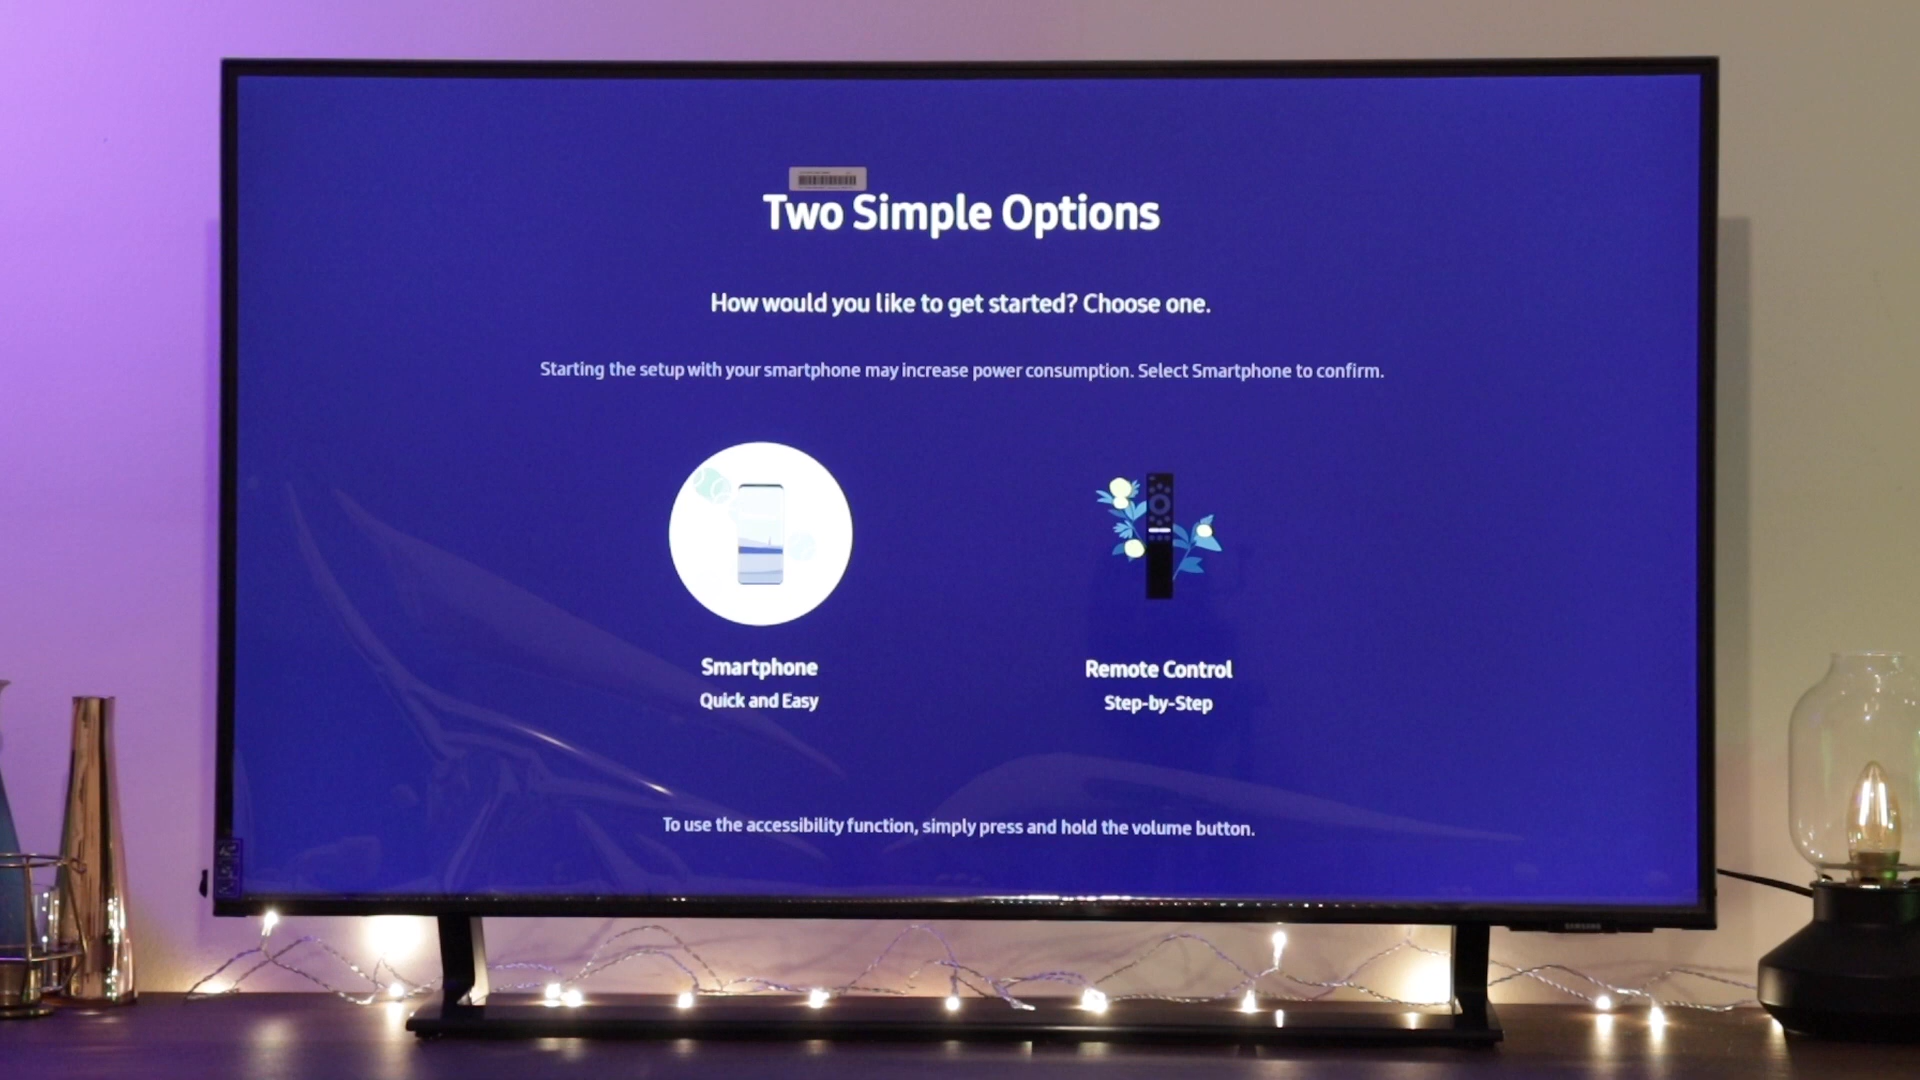 Two Simple Options
How would you like to get started? Choose one.
Starting the setup with your smartphone may increase power consumption. Select Smartphone to confirm.
Smartphone
Quick and Easy
Remote Control
Step-by-Step
To use the accessibility function, simply press and hold the volume button.
SAMSUNG